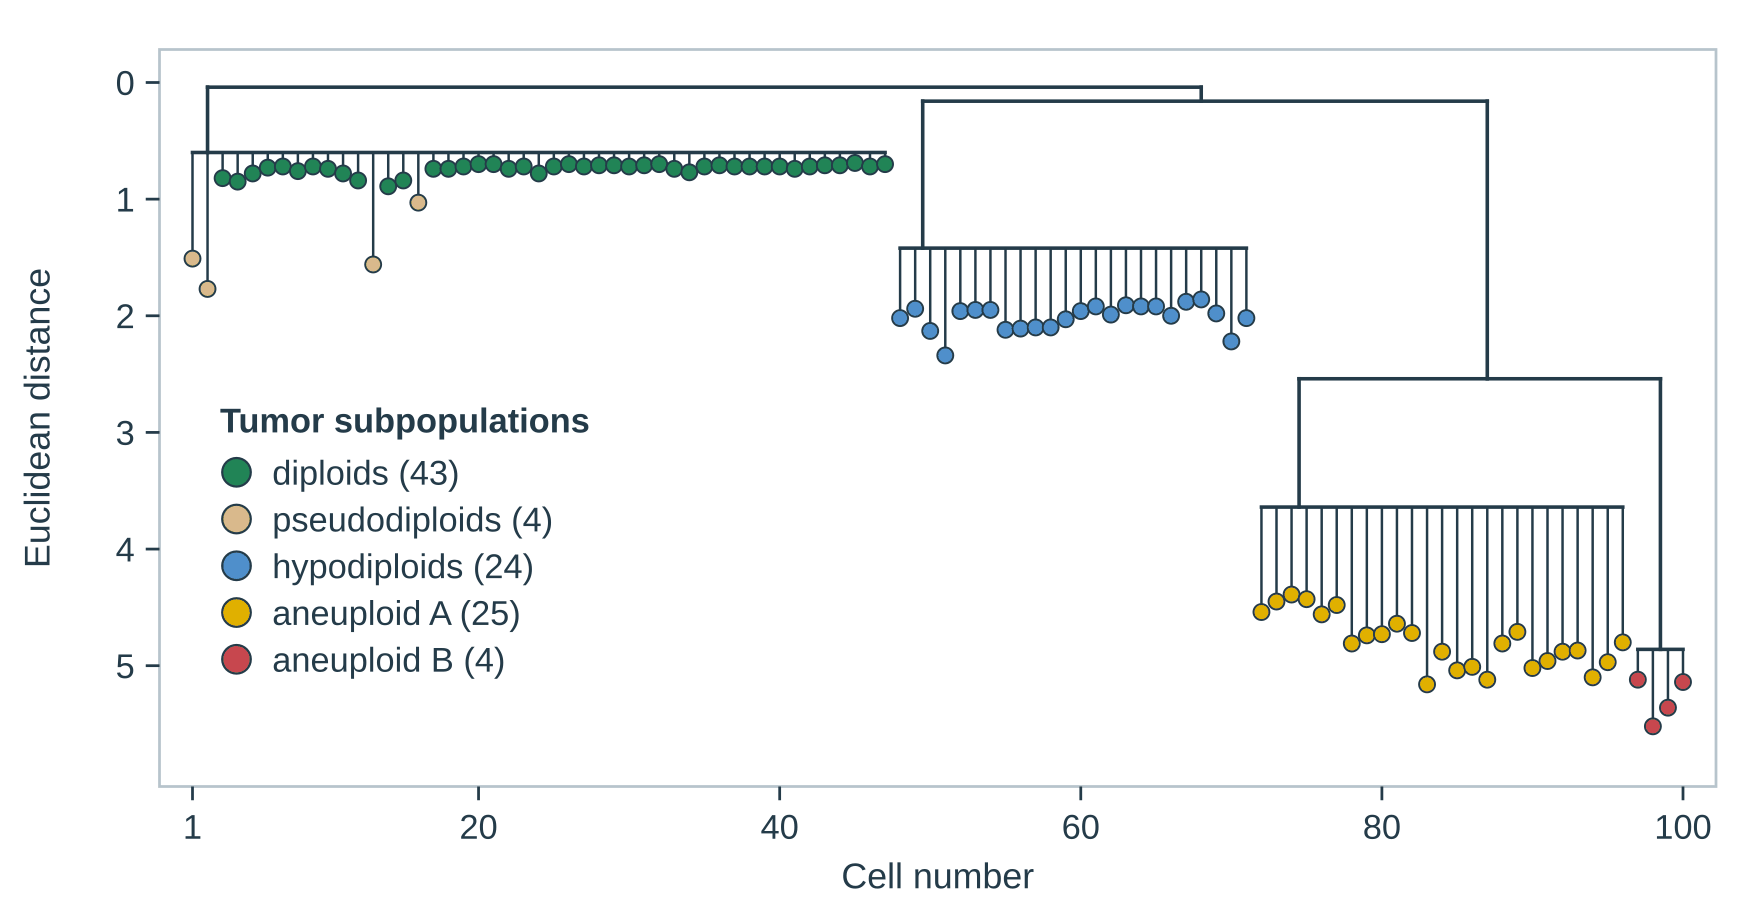 0
1
2
3
4
5
Euclidean distance
Tumor subpopulations
diploids (43)
pseudodiploids (4)
hypodiploids (24)
aneuploid A (25)
aneuploid B (4)
1 20 40 60 80 100
Cell number